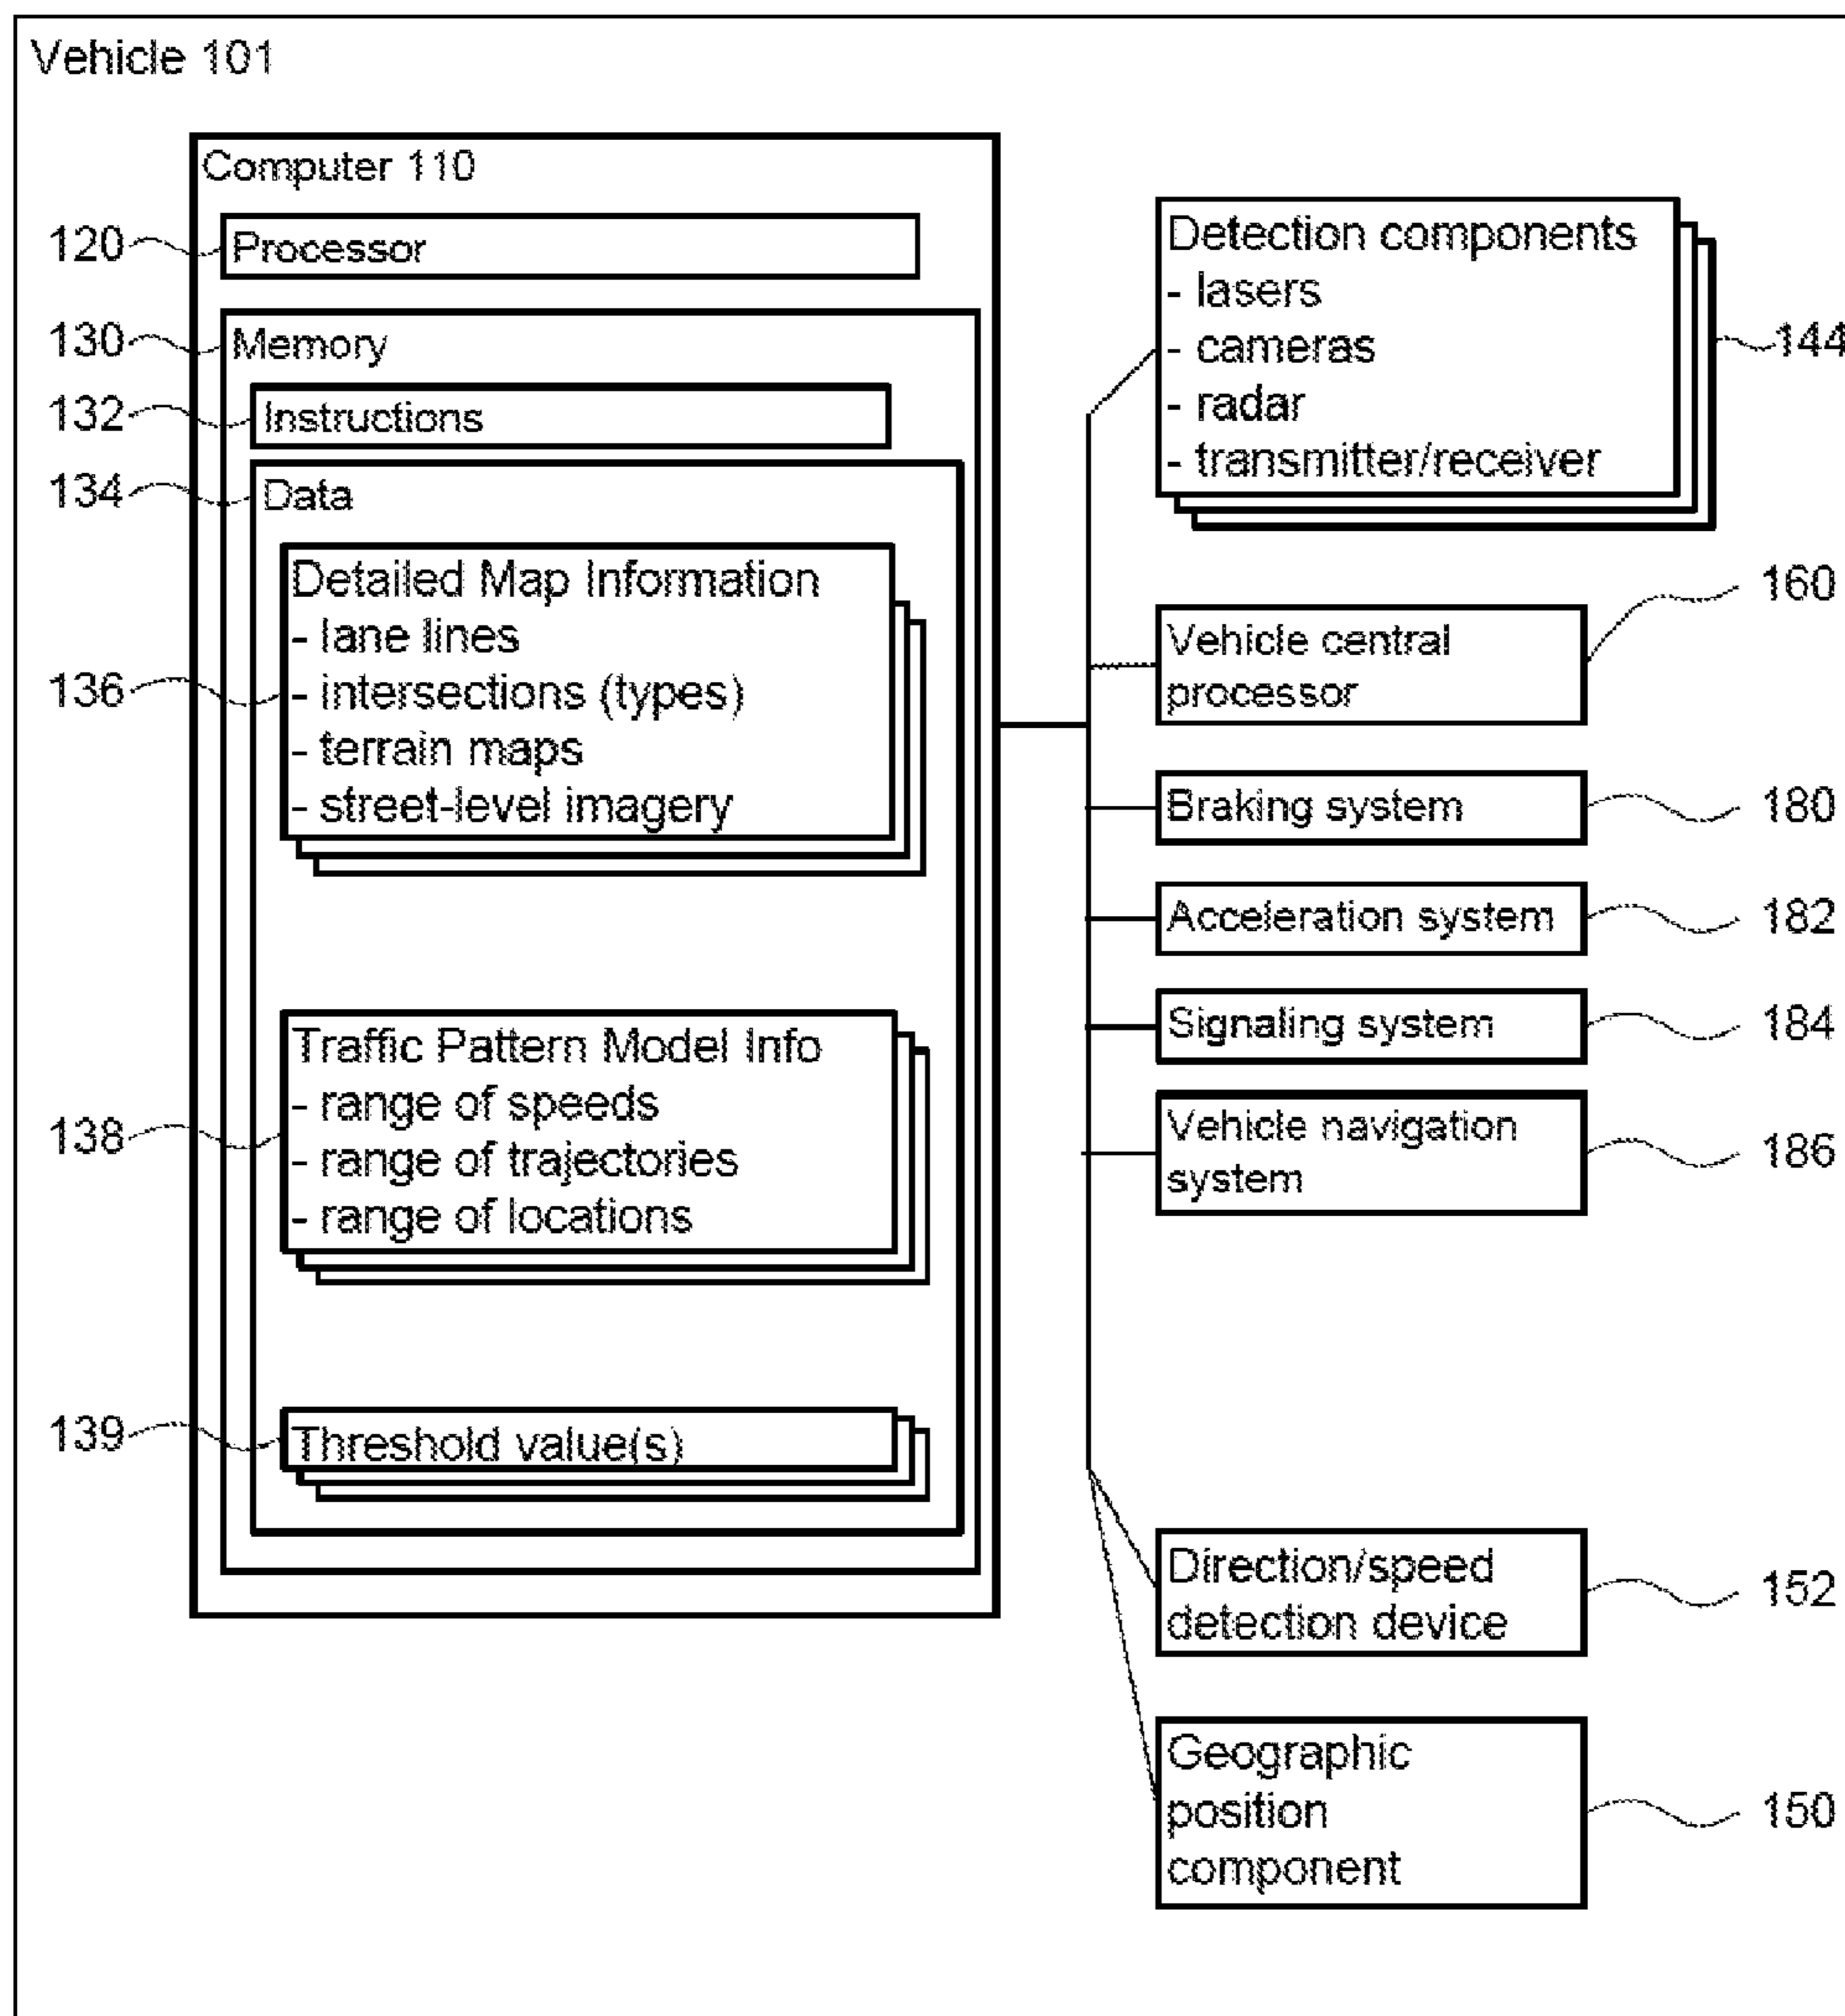 Vehicle 101
Computer 110
120
Processor
130
Memory
132
Instructions
134
Data
Detailed Map Information
- lane lines
136
- intersections (types)
- terrain maps
- street-level imagery
Traffic Pattern Model Info
- range of speeds
138
- range of trajectories
- range of locations
139
Threshold value(s)
Detection components
- lasers
- cameras
144
- radar
- transmitter/receiver
160
Vehicle central
processor
Braking system
180
Acceleration system
182
Signaling system
184
Vehicle navigation
system
186
Direction/speed
detection device
152
Geographic
position
component
150